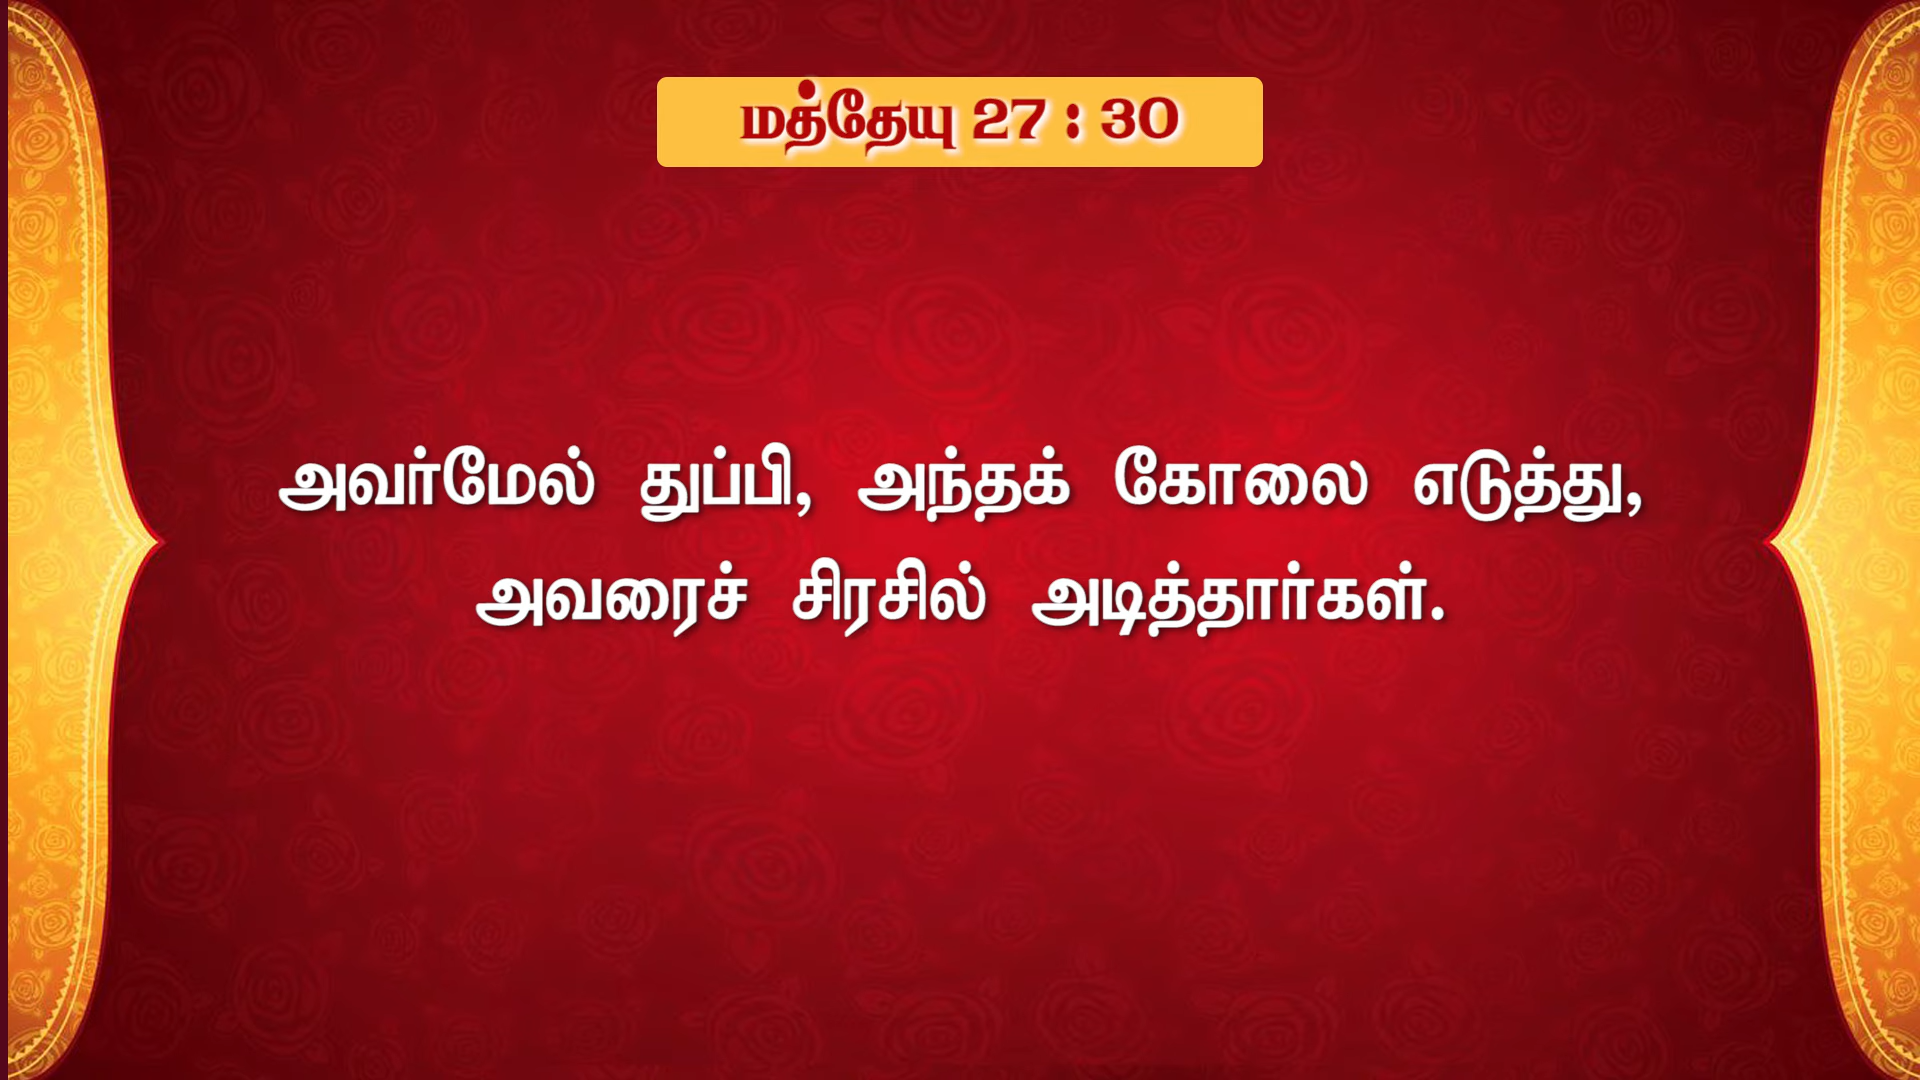 மத்தேயு 27 : 30
அவர்மேல் துப்பி, அந்தக் கோலை எடுத்து,
அவரைச் சிரசில் அடித்தார்கள்.